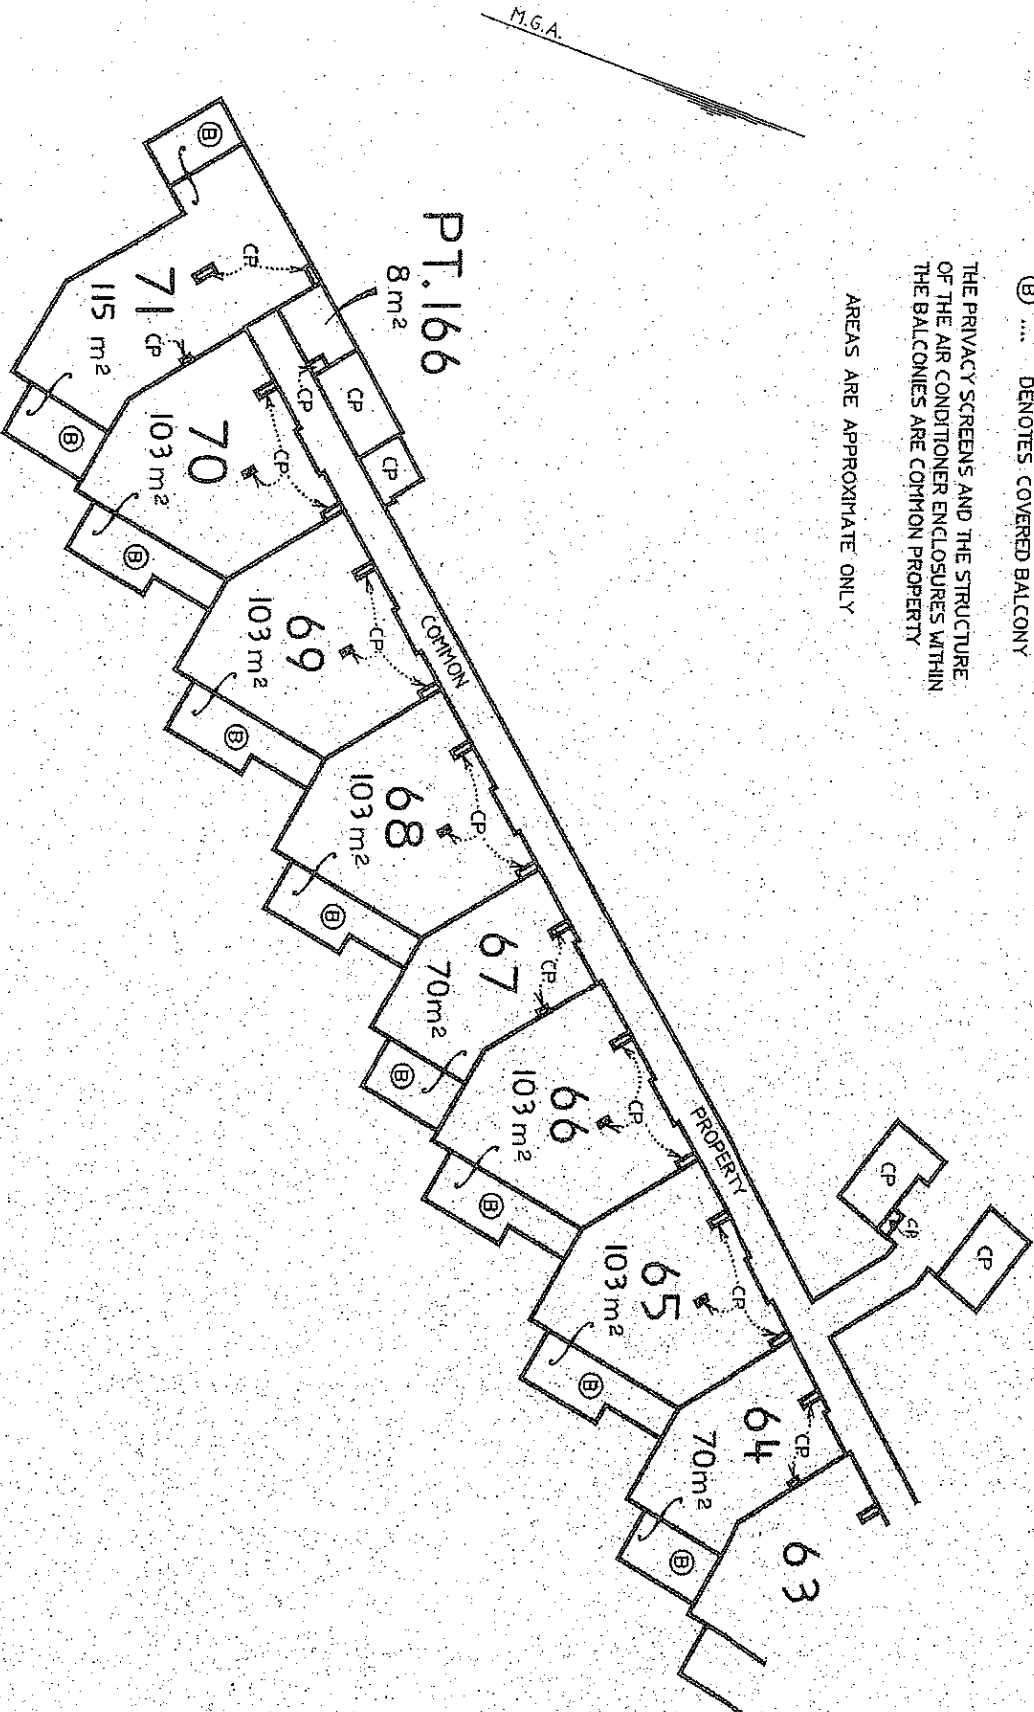 M.G.A.
Ⓑ .... DENOTES COVERED BALCONY
THE PRIVACY SCREENS AND THE STRUCTURE
OF THE AIR CONDITIONER ENCLOSURES WITHIN
THE BALCONIES ARE COMMON PROPERTY
AREAS ARE APPROXIMATE ONLY
PT.166
8 m²
CP
CP
CP
B
CP
71
115 m²
CP
B
CP
70
103 m²
B
CP
69
103 m²
B
COMMON
CP
68
103 m²
B
CP
67
70m²
B
CP
66
103 m²
B
PROPERTY
CP
65
103 m²
B
CP
64
70m²
B
63
CP
CP
CP